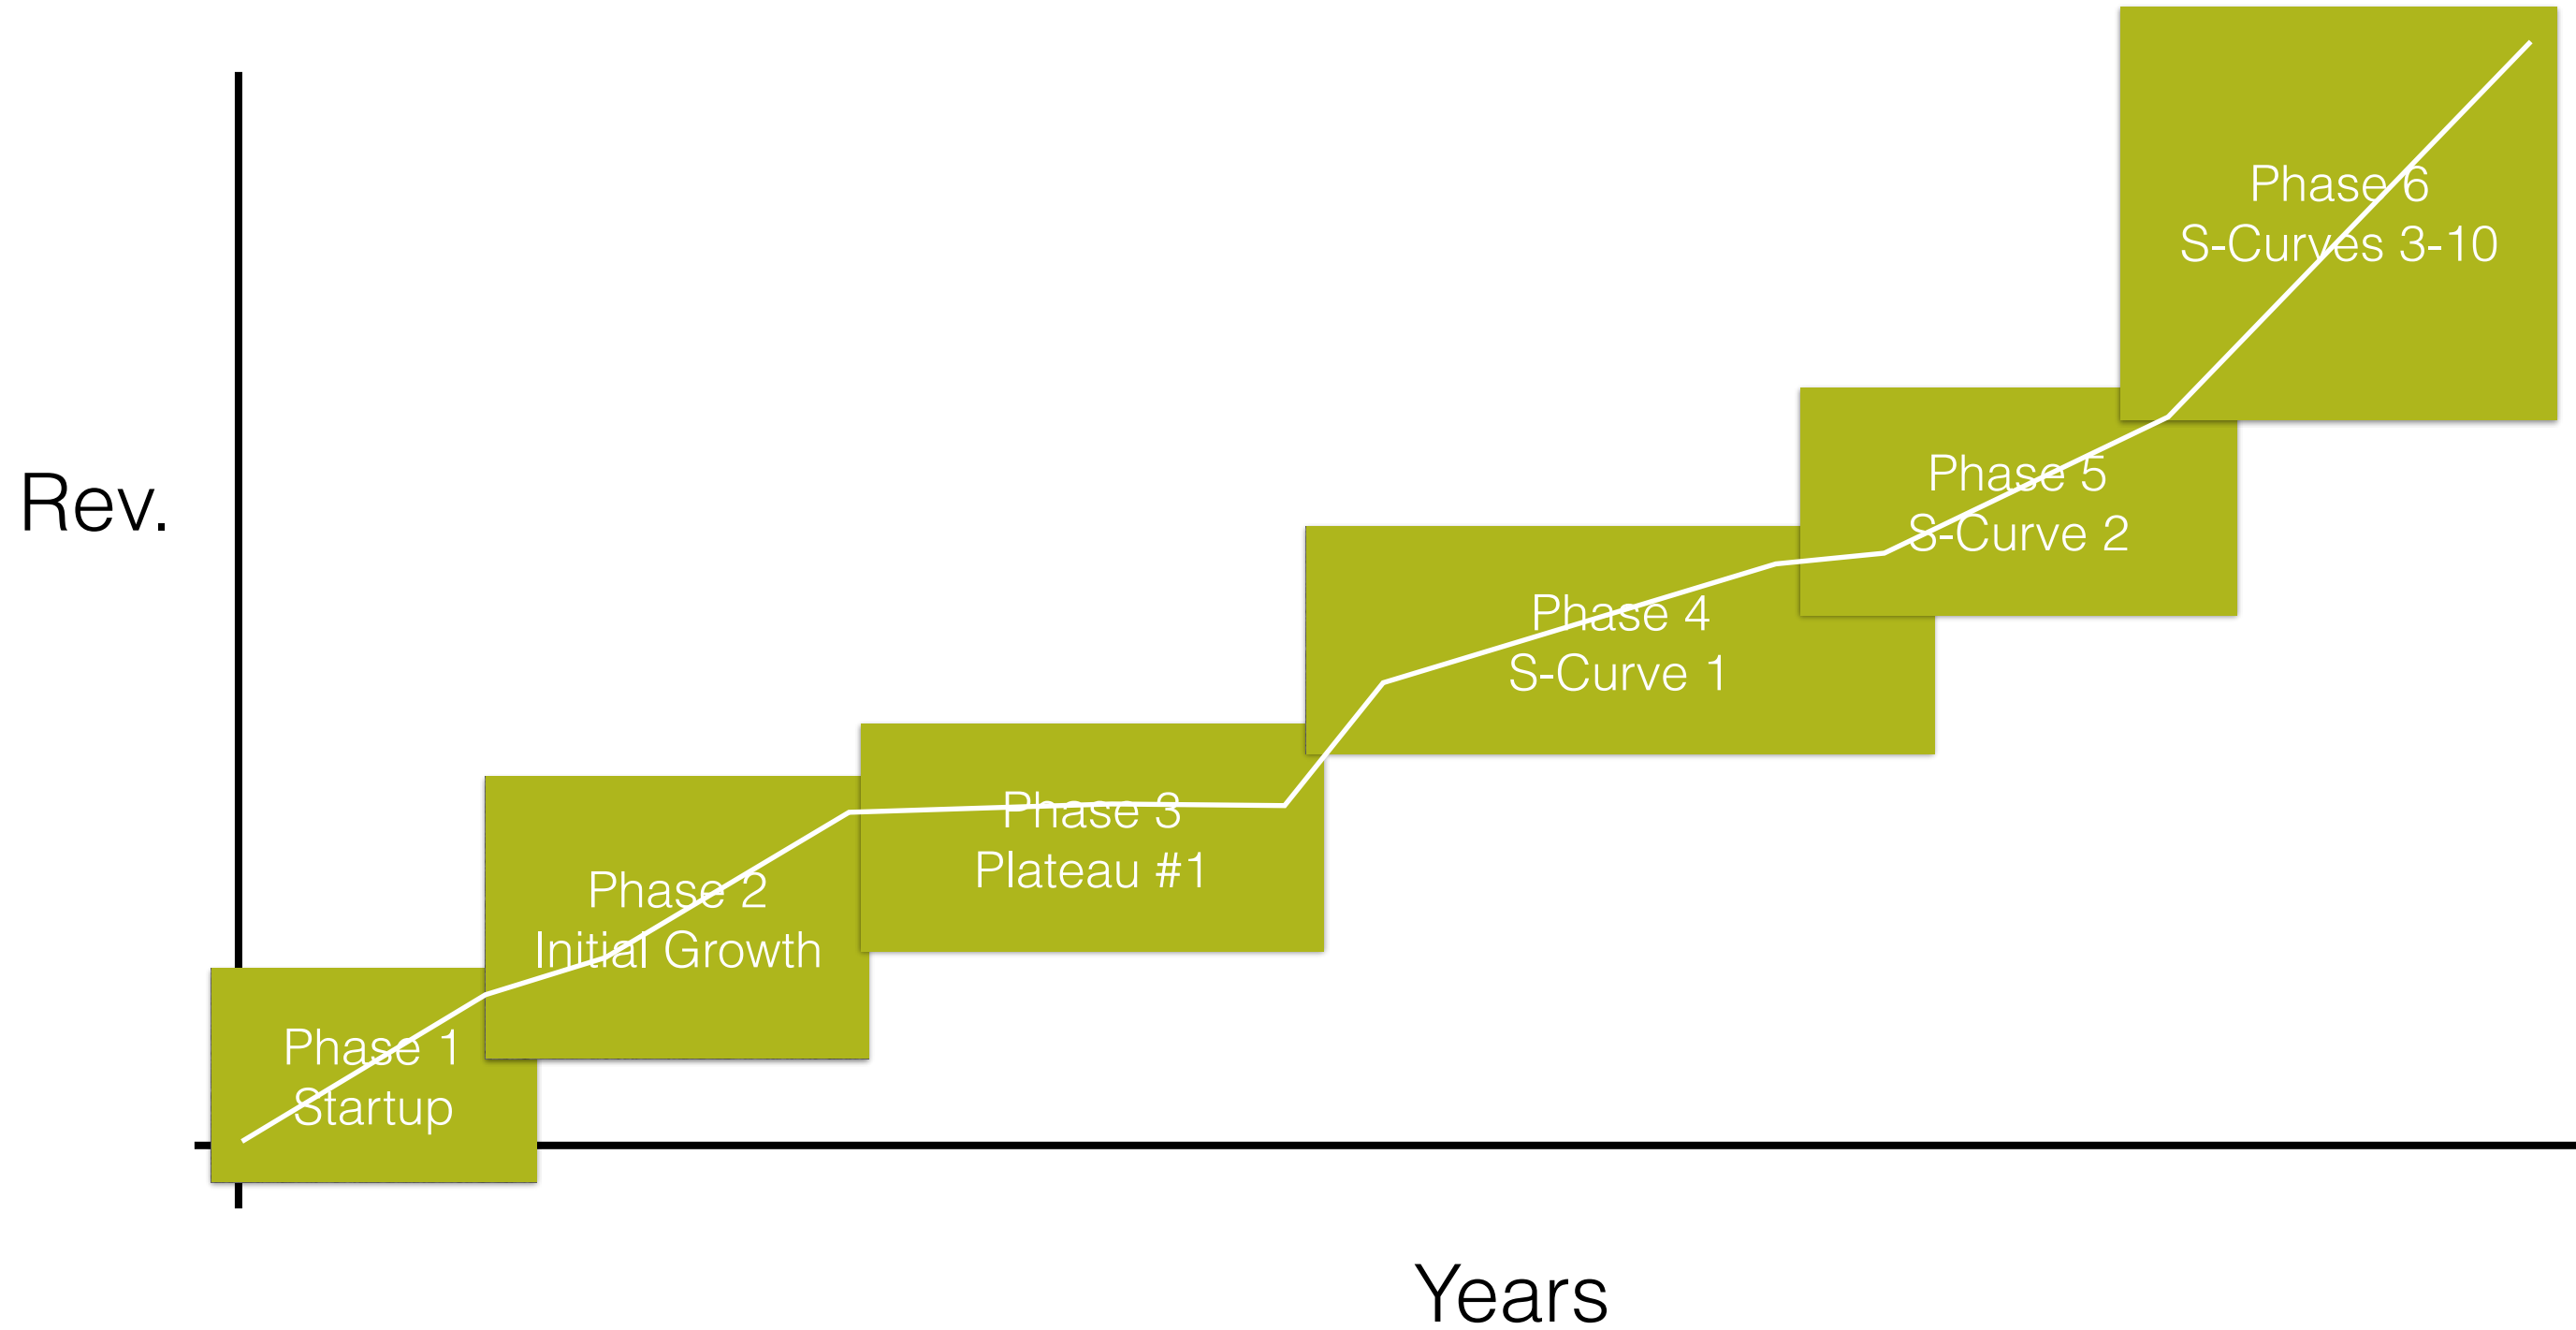 Phase 6
S-Curves 3-10
Rev.
Phase 5
S-Curve 2
Phase 4
S-Curve 1
Phase 3
Plateau #1
Phase 2
Initial Growth
Phase 1
Startup
Years